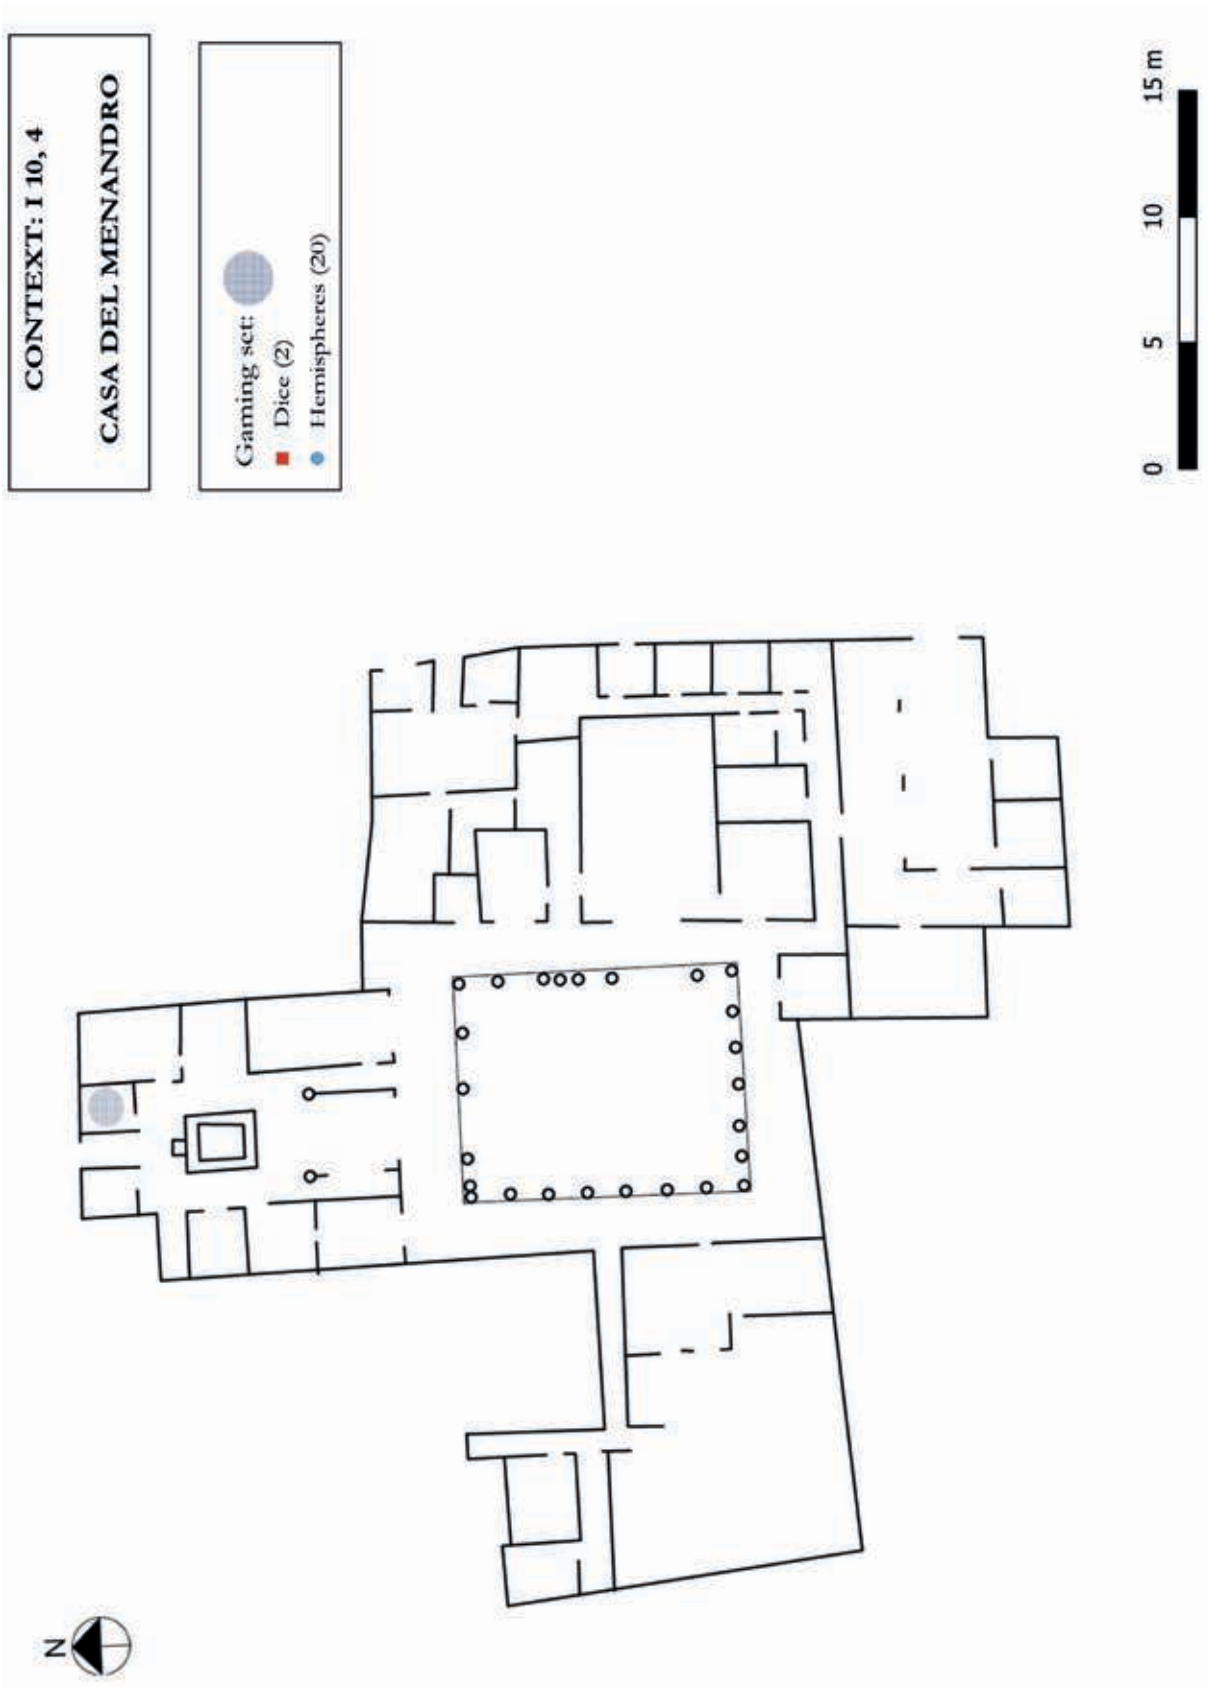 CONTEXT: I 10, 4
CASA DEL MENANDRO
Gaming set:
Dice (2)
Hemispheres (20)
0 5 10 15 m
N